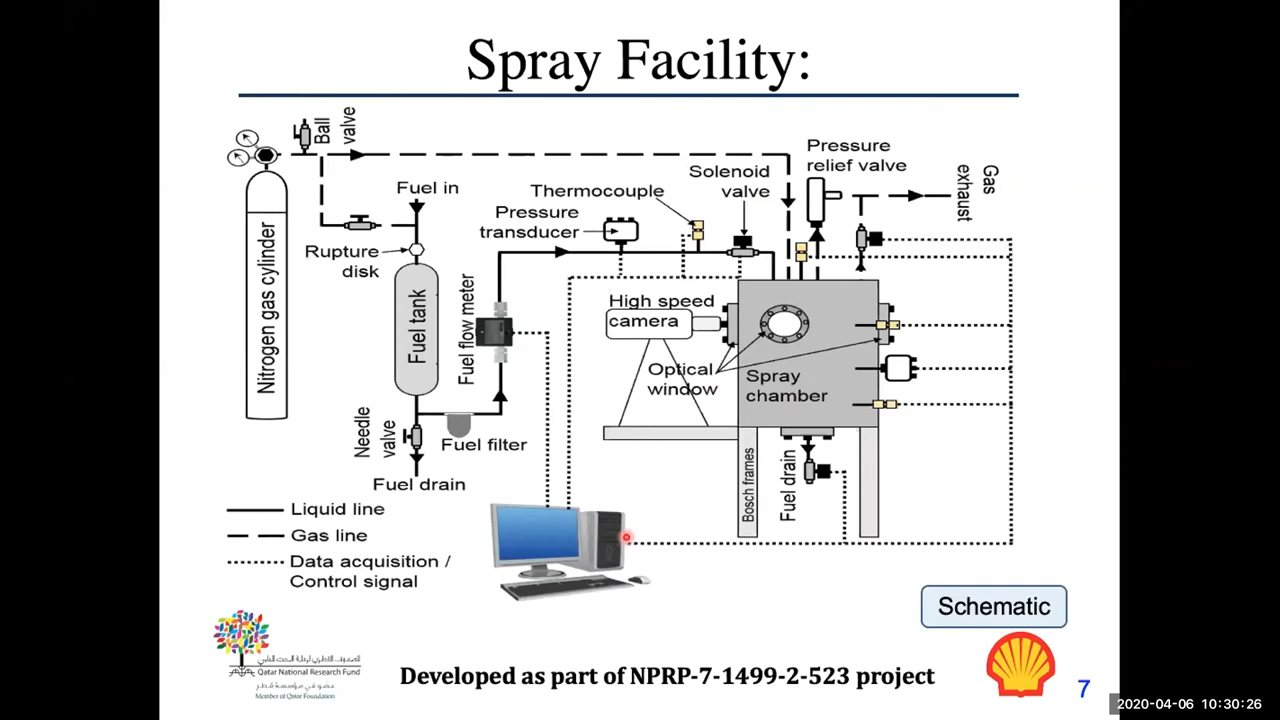 Spray Facility:
Ball
valve
Pressure
relief valve
Gas
exhaust
Solenoid
valve
Fuel in
Thermocouple
Pressure
transducer
Rupture
disk
Nitrogen gas cylinder
Fuel tank
Fuel flow meter
High speed
camera
Optical
window
Spray
chamber
Needle
valve
Fuel filter
Fuel drain
Bosch frames
Fuel drain
Liquid line
Gas line
Data acquisition /
Control signal
Schematic
Qatar National Research Fund
Member of Qatar Foundation
Developed as part of NPRP-7-1499-2-523 project
7
2020-04-06 10:30:26